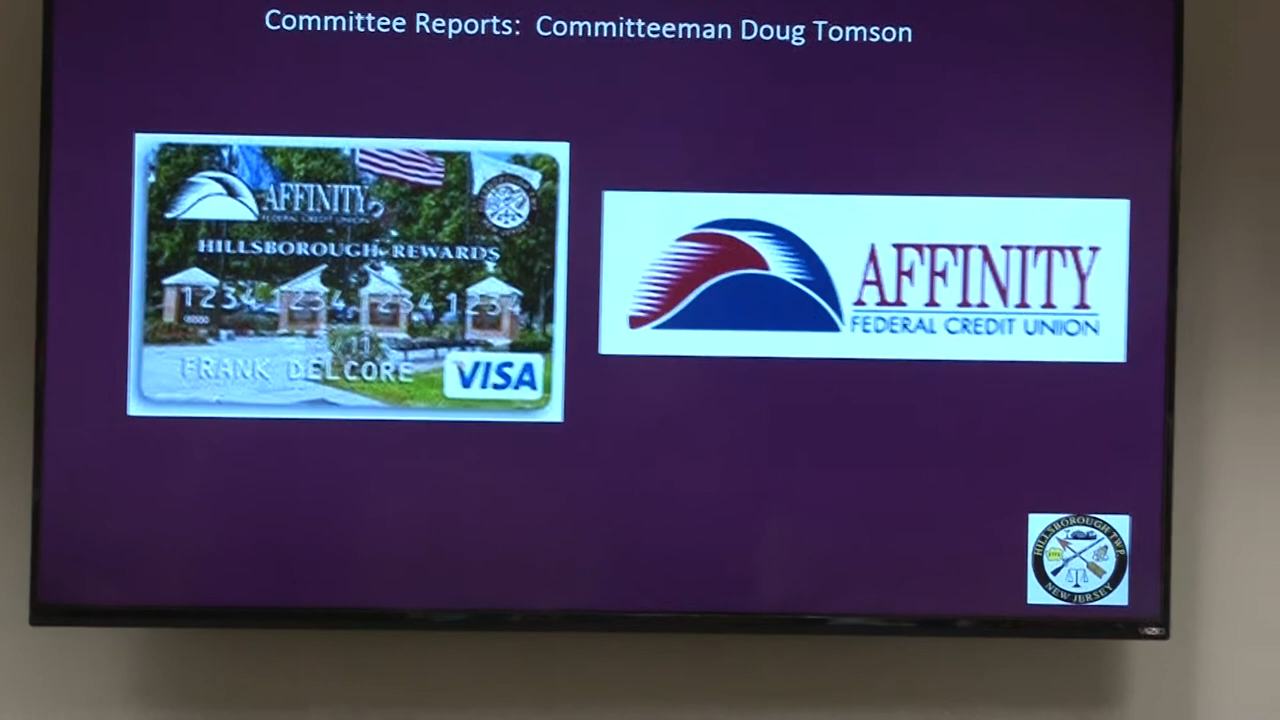 Committee Reports: Committeeman Doug Tomson
AFFINITY
FEDERAL CREDIT UNION
HILLSBOROUGH REWARDS
1234 1234 1234 1234
FRANK DELCORE
VISA
AFFINITY
FEDERAL CREDIT UNION
HILLSBOROUGH TWP.
NEW JERSEY
VIZIO